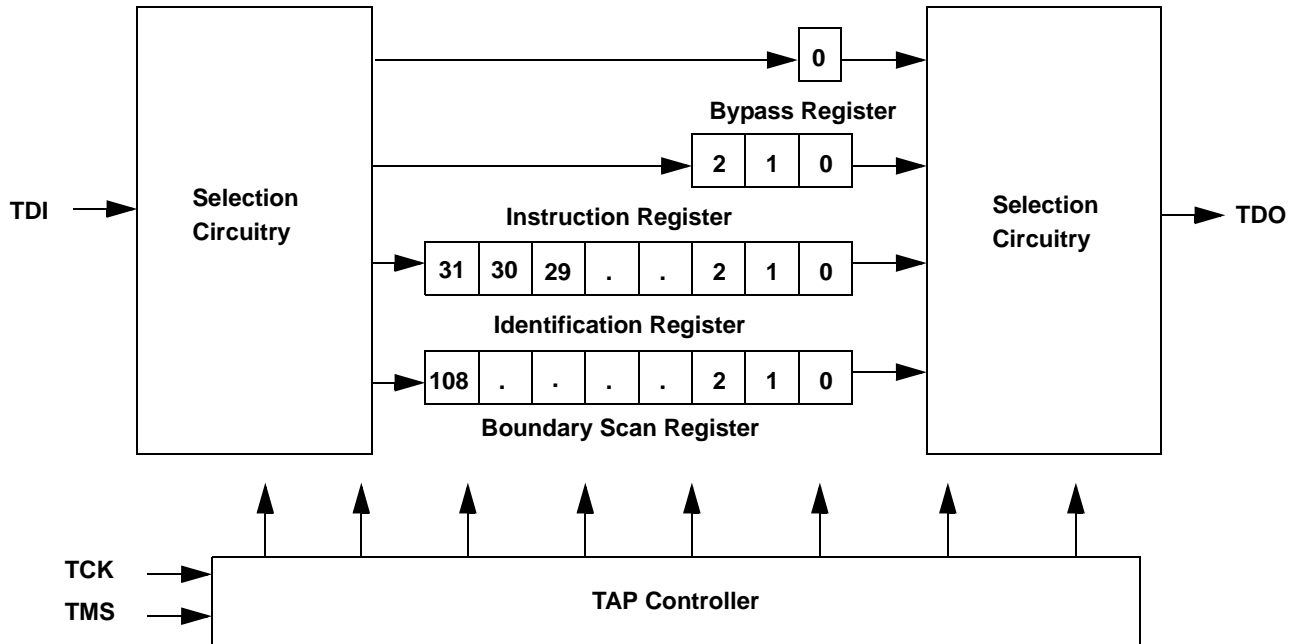 0
Bypass Register
2 1 0
Selection
Circuitry
TDI
Instruction Register
31 30 29 . . 2 1 0
Identification Register
108 . . . . 2 1 0
Boundary Scan Register
Selection
Circuitry
TDO
TCK
TMS
TAP Controller